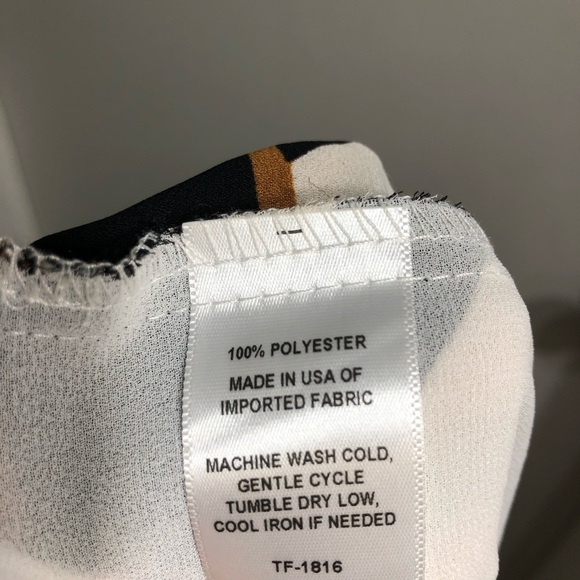 100% POLYESTER
MADE IN USA OF
IMPORTED FABRIC
MACHINE WASH COLD,
GENTLE CYCLE
TUMBLE DRY LOW,
COOL IRON IF NEEDED
TF-1816